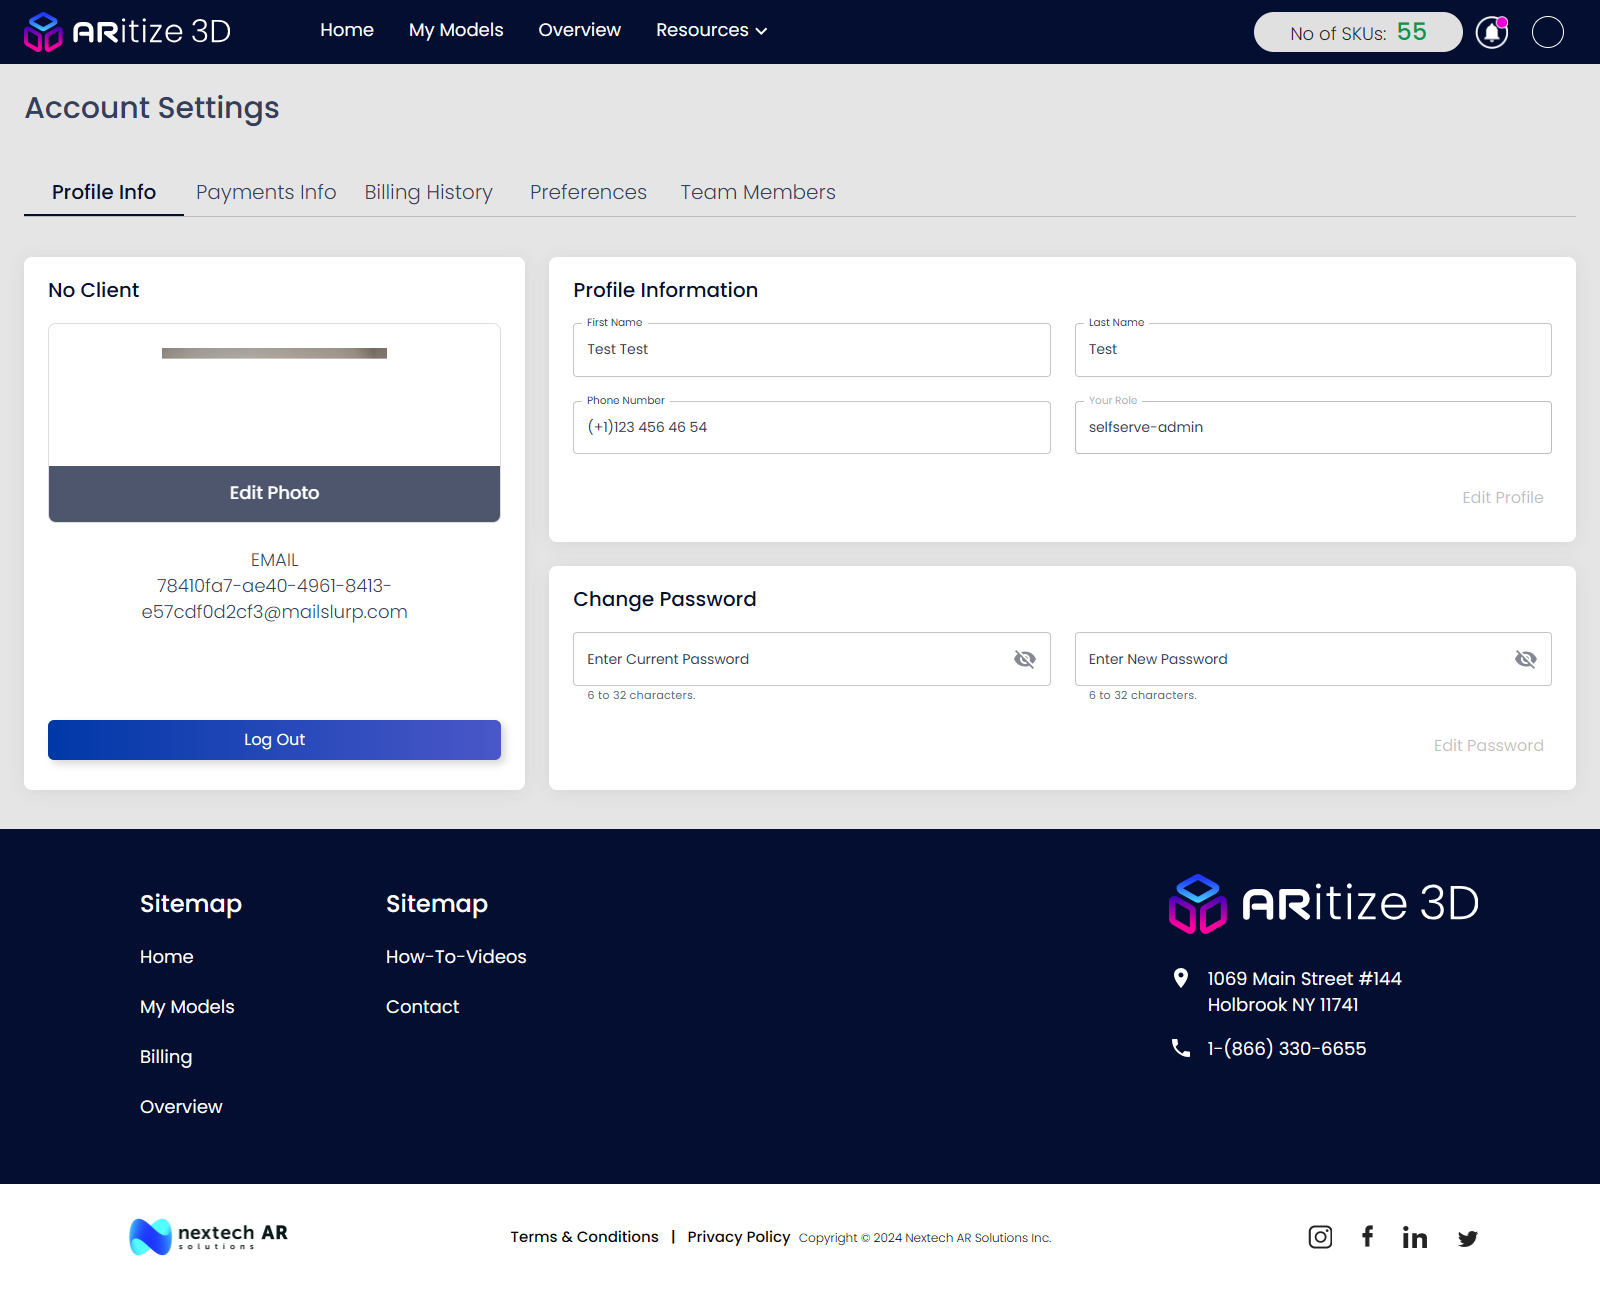 ARitize 3D
Home My Models Overview Resources
No of SKUs: 55
Account Settings
Profile Info Payments Info Billing History Preferences Team Members
No Client
Edit Photo
EMAIL
78410fa7-ae40-4961-8413-
e57cdf0d2cf3@mailslurp.com
Log Out
Profile Information
First Name
Test Test
Last Name
Test
Phone Number
(+1)123 456 46 54
Your Role
selfserve-admin
Edit Profile
Change Password
Enter Current Password
6 to 32 characters.
Enter New Password
6 to 32 characters.
Edit Password
Sitemap
Home
My Models
Billing
Overview
Sitemap
How-To-Videos
Contact
ARitize 3D
1069 Main Street #144
Holbrook NY 11741
1-(866) 330-6655
nextech AR
solutions
Terms & Conditions | Privacy Policy Copyright © 2024 Nextech AR Solutions Inc.